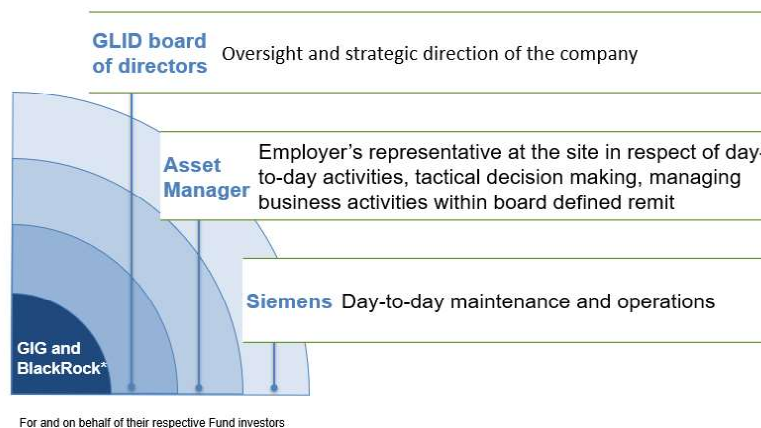 GLID board
of directors
Oversight and strategic direction of the company
Asset
Manager
Employer’s representative at the site in respect of day-
to-day activities, tactical decision making, managing
business activities within board defined remit
Siemens Day-to-day maintenance and operations
GIG and
BlackRock*
For and on behalf of their respective Fund investors